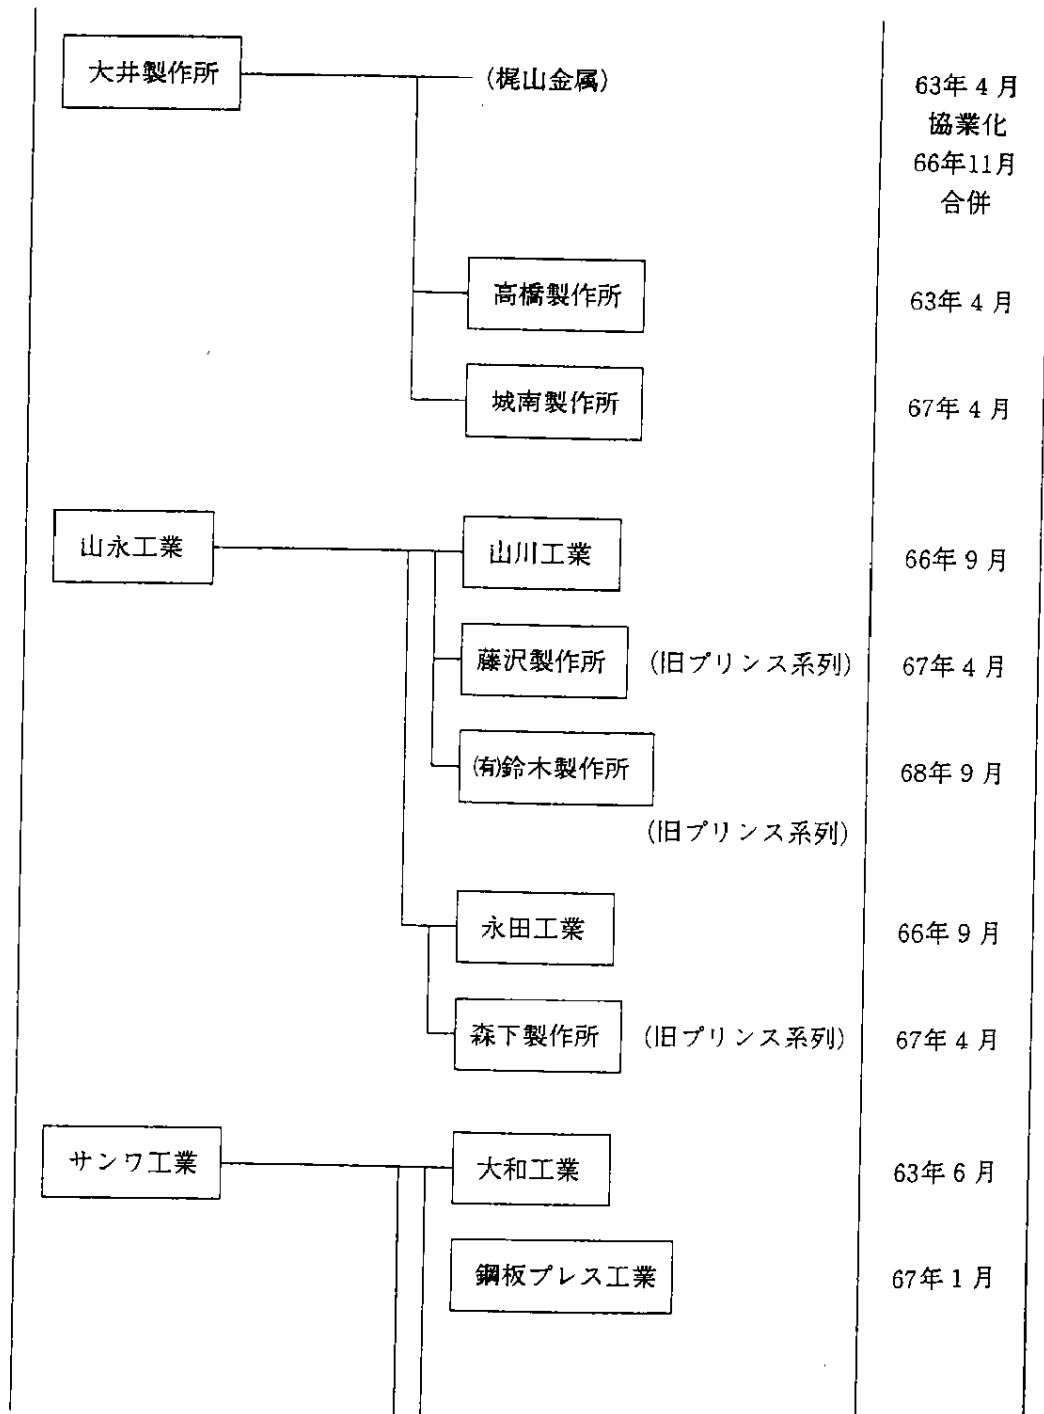 大井製作所
(梶山金属)
63年4月
協業化
66年11月
合併
高橋製作所
63年4月
城南製作所
67年4月
山永工業
山川工業
66年9月
藤沢製作所
(旧プリンス系列)
67年4月
㈲鈴木製作所
68年9月
(旧プリンス系列)
永田工業
66年9月
森下製作所
(旧プリンス系列)
67年4月
サンワ工業
大和工業
63年6月
鋼板プレス工業
67年1月